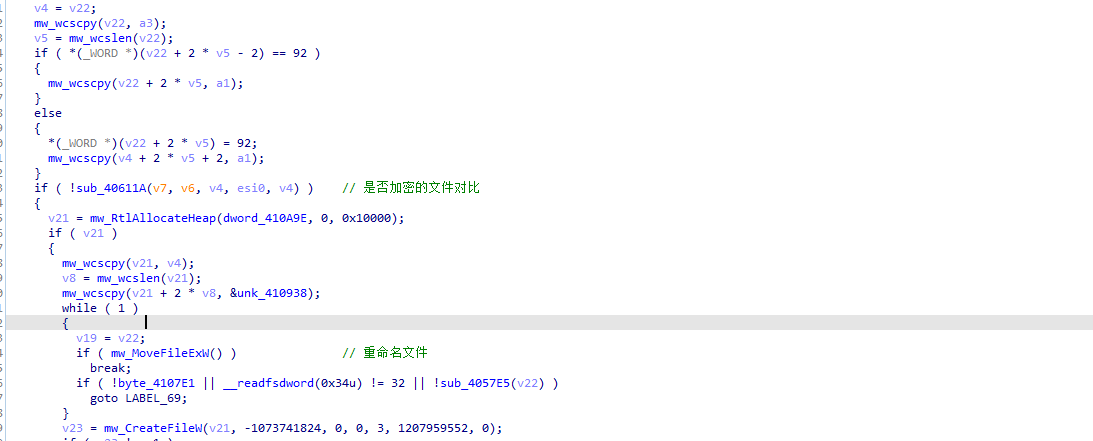 v4 = v22;
mw_wcscpy(v22, a3);
v5 = mw_wcslen(v22);
if ( *(_WORD *)(v22 + 2 * v5 - 2) == 92 )
{
mw_wcscpy(v22 + 2 * v5, a1);
}
else
{
*(_WORD *)(v22 + 2 * v5) = 92;
mw_wcscpy(v4 + 2 * v5 + 2, a1);
}
if ( !sub_40611A(v7, v6, v4, esi0, v4) ) // 是否加密的文件对比
{
v21 = mw_RtlAllocateHeap(dword_410A9E, 0, 0x10000);
if ( v21 )
{
mw_wcscpy(v21, v4);
v8 = mw_wcslen(v21);
mw_wcscpy(v21 + 2 * v8, &unk_410938);
while ( 1 )
{
v19 = v22;
if ( mw_MoveFileExW() ) // 重命名文件
break;
if ( !byte_4107E1 || __readfsdword(0x34u) != 32 || !sub_4057E5(v22) )
goto LABEL_69;
}
v23 = mw_CreateFileW(v21, -1073741824, 0, 0, 3, 1207959552, 0);